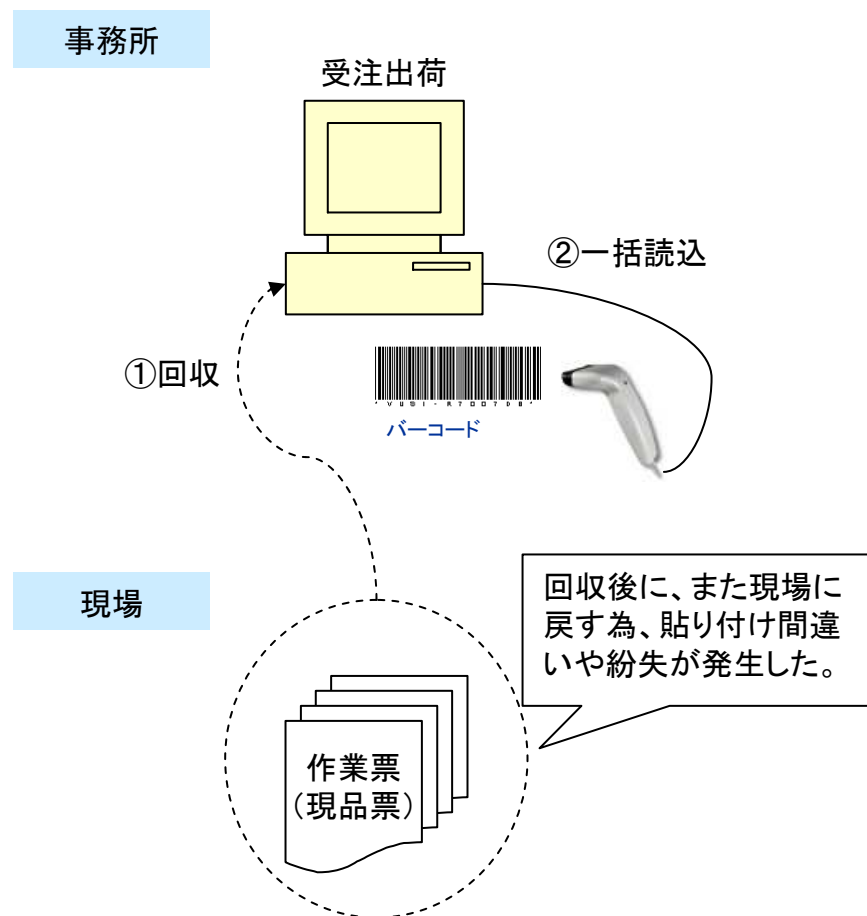 事務所
受注出荷
②一括読込
①回収
バーコード
現場
回収後に、また現場に
戻す為、貼り付け間違
いや紛失が発生した。
作業票
(現品票)